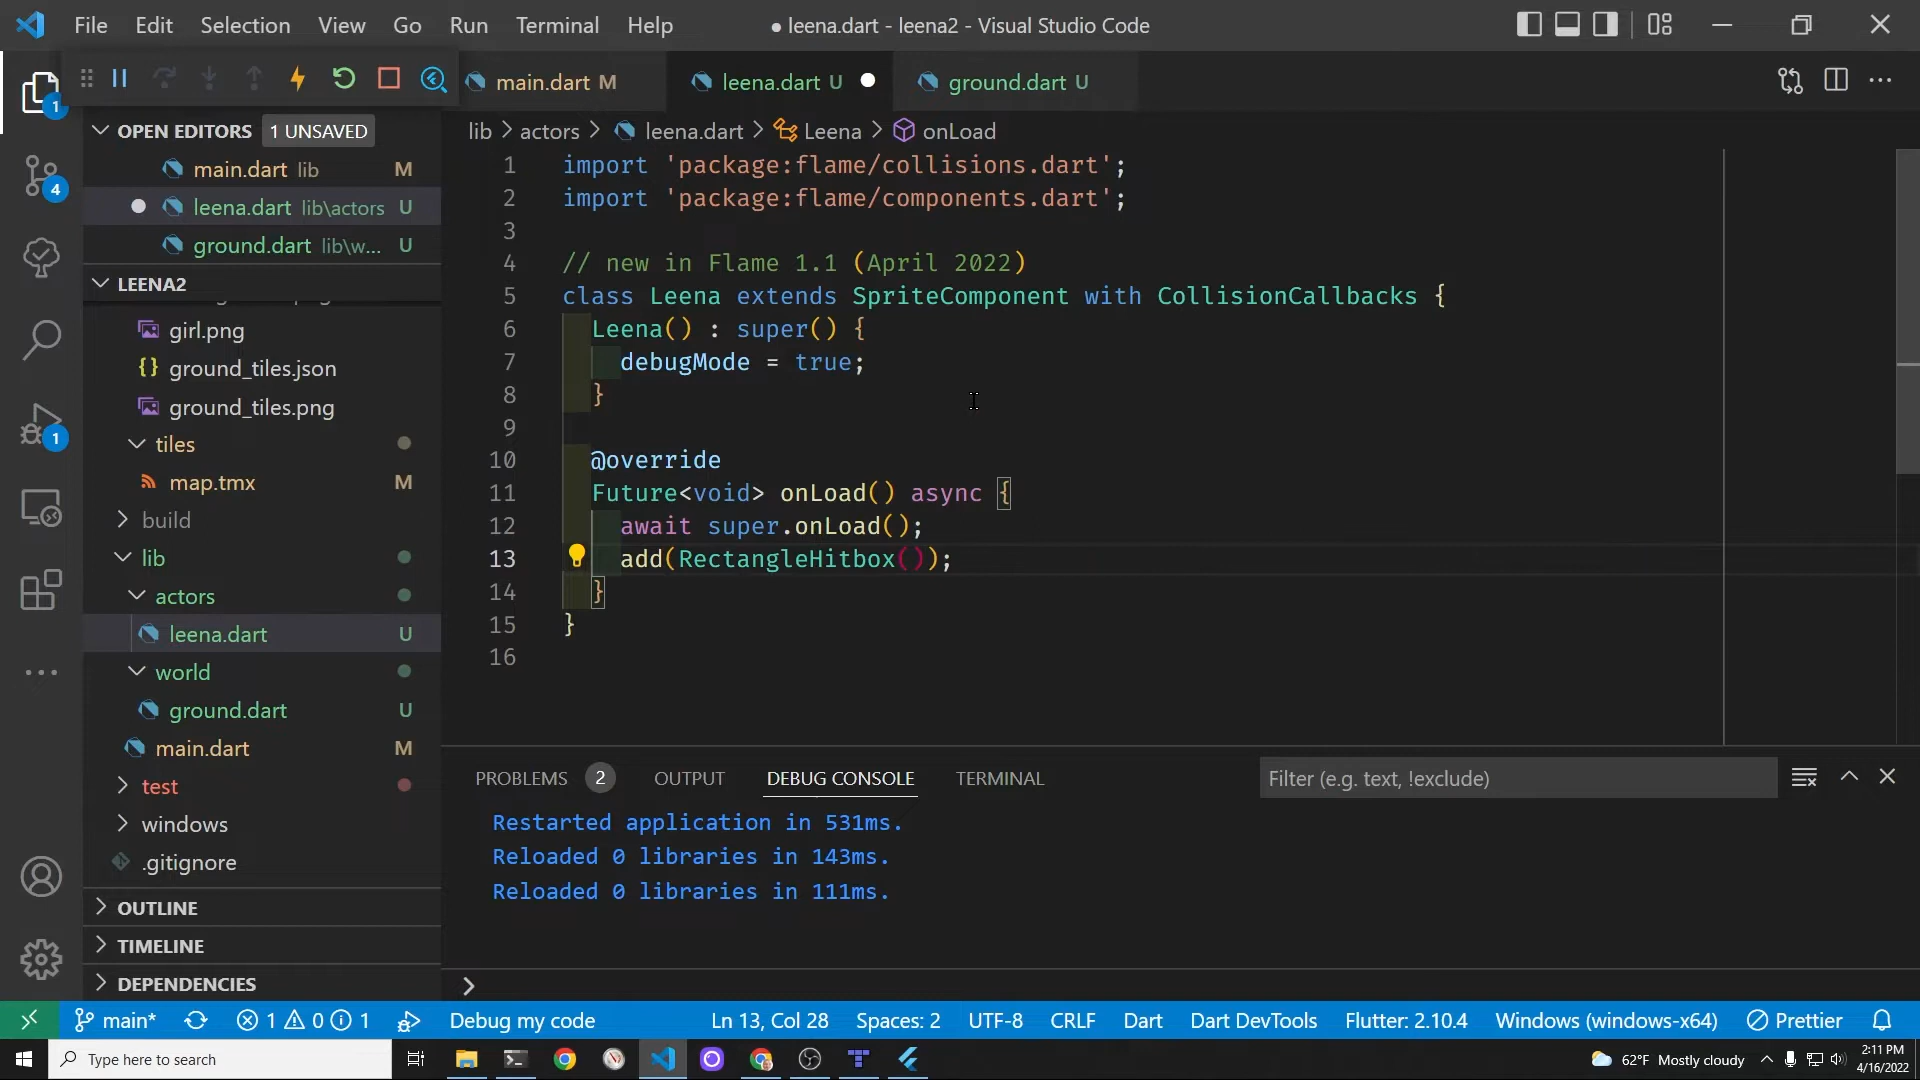 File Edit Selection View Go Run Terminal Help
● leena.dart - leena2 - Visual Studio Code
main.dart M
leena.dart U
ground.dart U
OPEN EDITORS 1 UNSAVED
main.dart lib M
leena.dart lib\actors U
ground.dart lib\w... U
LEENA2
girl.png
{} ground_tiles.json
ground_tiles.png
tiles
map.tmx M
build
lib
actors
leena.dart U
world
ground.dart U
main.dart M
test
windows
.gitignore
OUTLINE
TIMELINE
DEPENDENCIES
1
4
1
lib > actors > leena.dart > Leena > onLoad
1 import 'package:flame/collisions.dart';
2 import 'package:flame/components.dart';
3
4 // new in Flame 1.1 (April 2022)
5 class Leena extends SpriteComponent with CollisionCallbacks {
6 Leena() : super() {
7 debugMode = true;
8 }
9
10 @override
11 Future<void> onLoad() async {
12 await super.onLoad();
13 add(RectangleHitbox());
14 }
15 }
16
PROBLEMS 2 OUTPUT DEBUG CONSOLE TERMINAL Filter (e.g. text, !exclude)
Restarted application in 531ms.
Reloaded 0 libraries in 143ms.
Reloaded 0 libraries in 111ms.
>
main* 1 0 1 Debug my code Ln 13, Col 28 Spaces: 2 UTF-8 CRLF Dart Dart DevTools Flutter: 2.10.4 Windows (windows-x64) Prettier
Type here to search
62°F Mostly cloudy
2:11 PM
4/16/2022